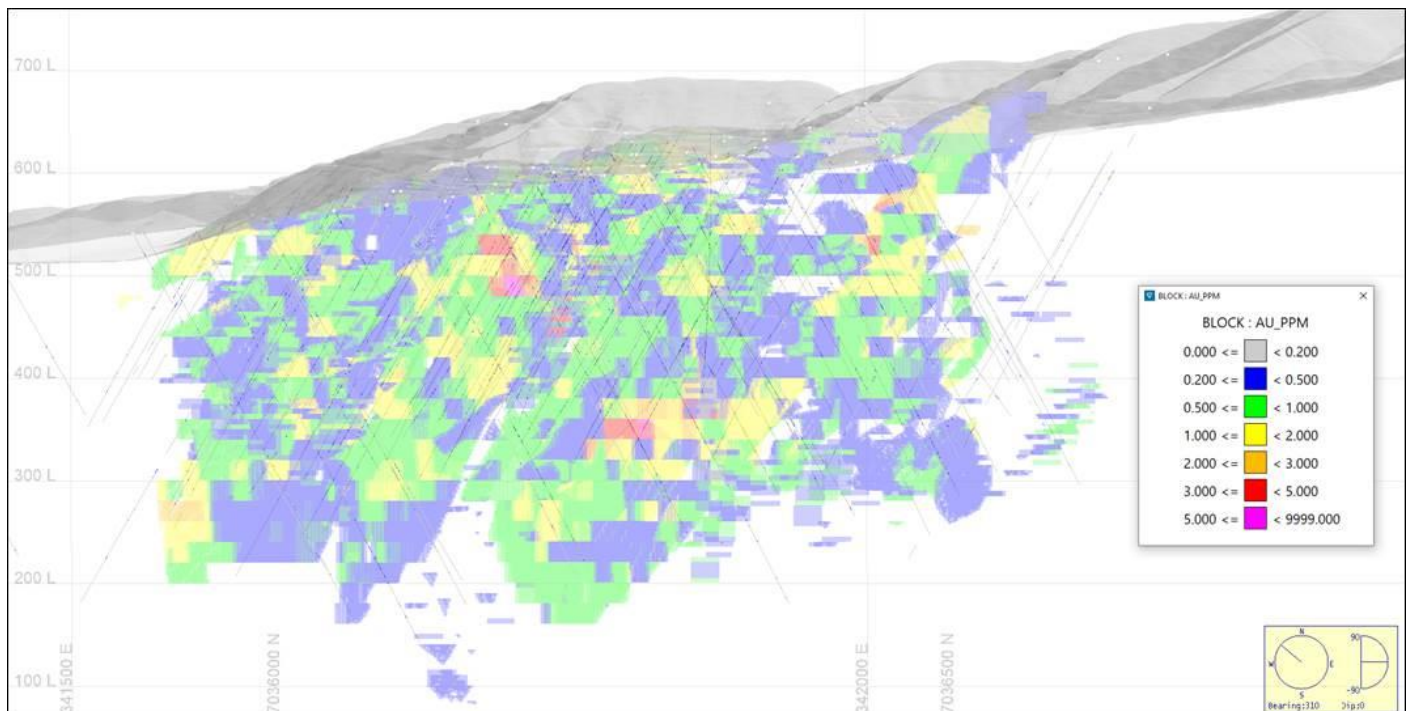 700 L
600 L
500 L
400 L
300 L
200 L
100 L
341500 E
7036000 N
342000 E
7036500 N
BLOCK : AU_PPM
BLOCK : AU_PPM
0.000 <= < 0.200
0.200 <= < 0.500
0.500 <= < 1.000
1.000 <= < 2.000
2.000 <= < 3.000
3.000 <= < 5.000
5.000 <= < 9999.000
N
W E
S
90
-90
Bearing:310 Dip:0